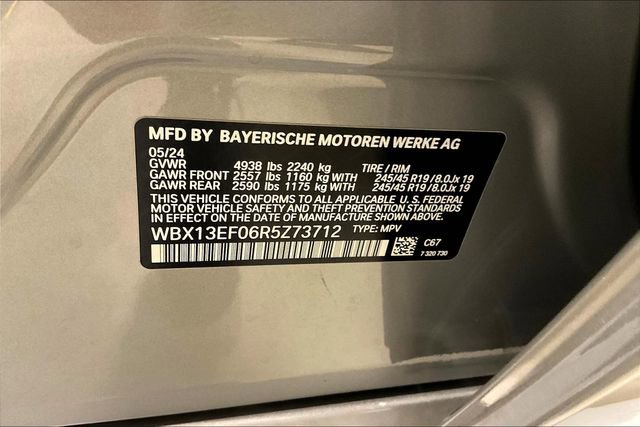 MFD BY BAYERISCHE MOTOREN WERKE AG
05/24
GVWR 4938 lbs 2240 kg TIRE / RIM
GAWR FRONT 2557 lbs 1160 kg WITH 245/45 R19 / 8.0Jx 19
GAWR REAR 2590 lbs 1175 kg WITH 245/45 R19 / 8.0Jx 19
THIS VEHICLE CONFORMS TO ALL APPLICABLE U.S. FEDERAL
MOTOR VEHICLE SAFETY, BUMPER AND THEFT PREVENTION STANDARDS
IN EFFECT ON THE DATE OF MANUFACTURE SHOWN ABOVE.
WBX13EF06R5Z73712 TYPE: MPV
C67
7 320 730